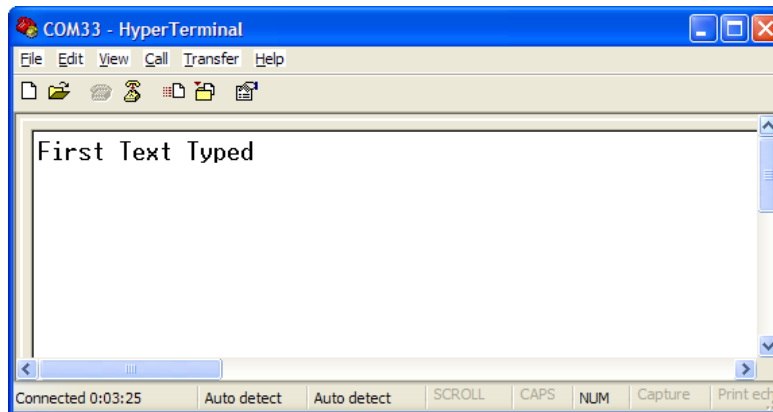 COM33 - HyperTerminal
File Edit View Call Transfer Help
First Text Typed
Connected 0:03:25 Auto detect Auto detect SCROLL CAPS NUM Capture Print